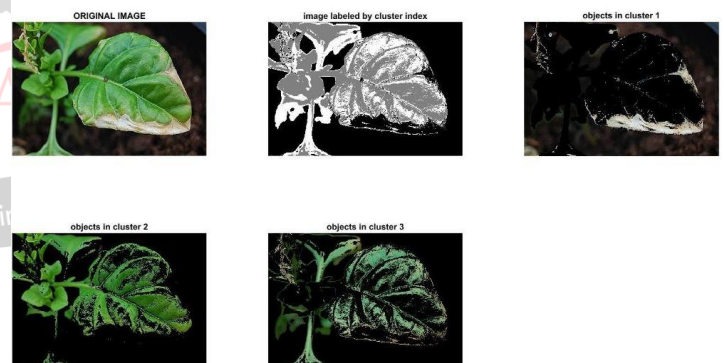 ORIGINAL IMAGE
image labeled by cluster index
objects in cluster 1
objects in cluster 2
objects in cluster 3